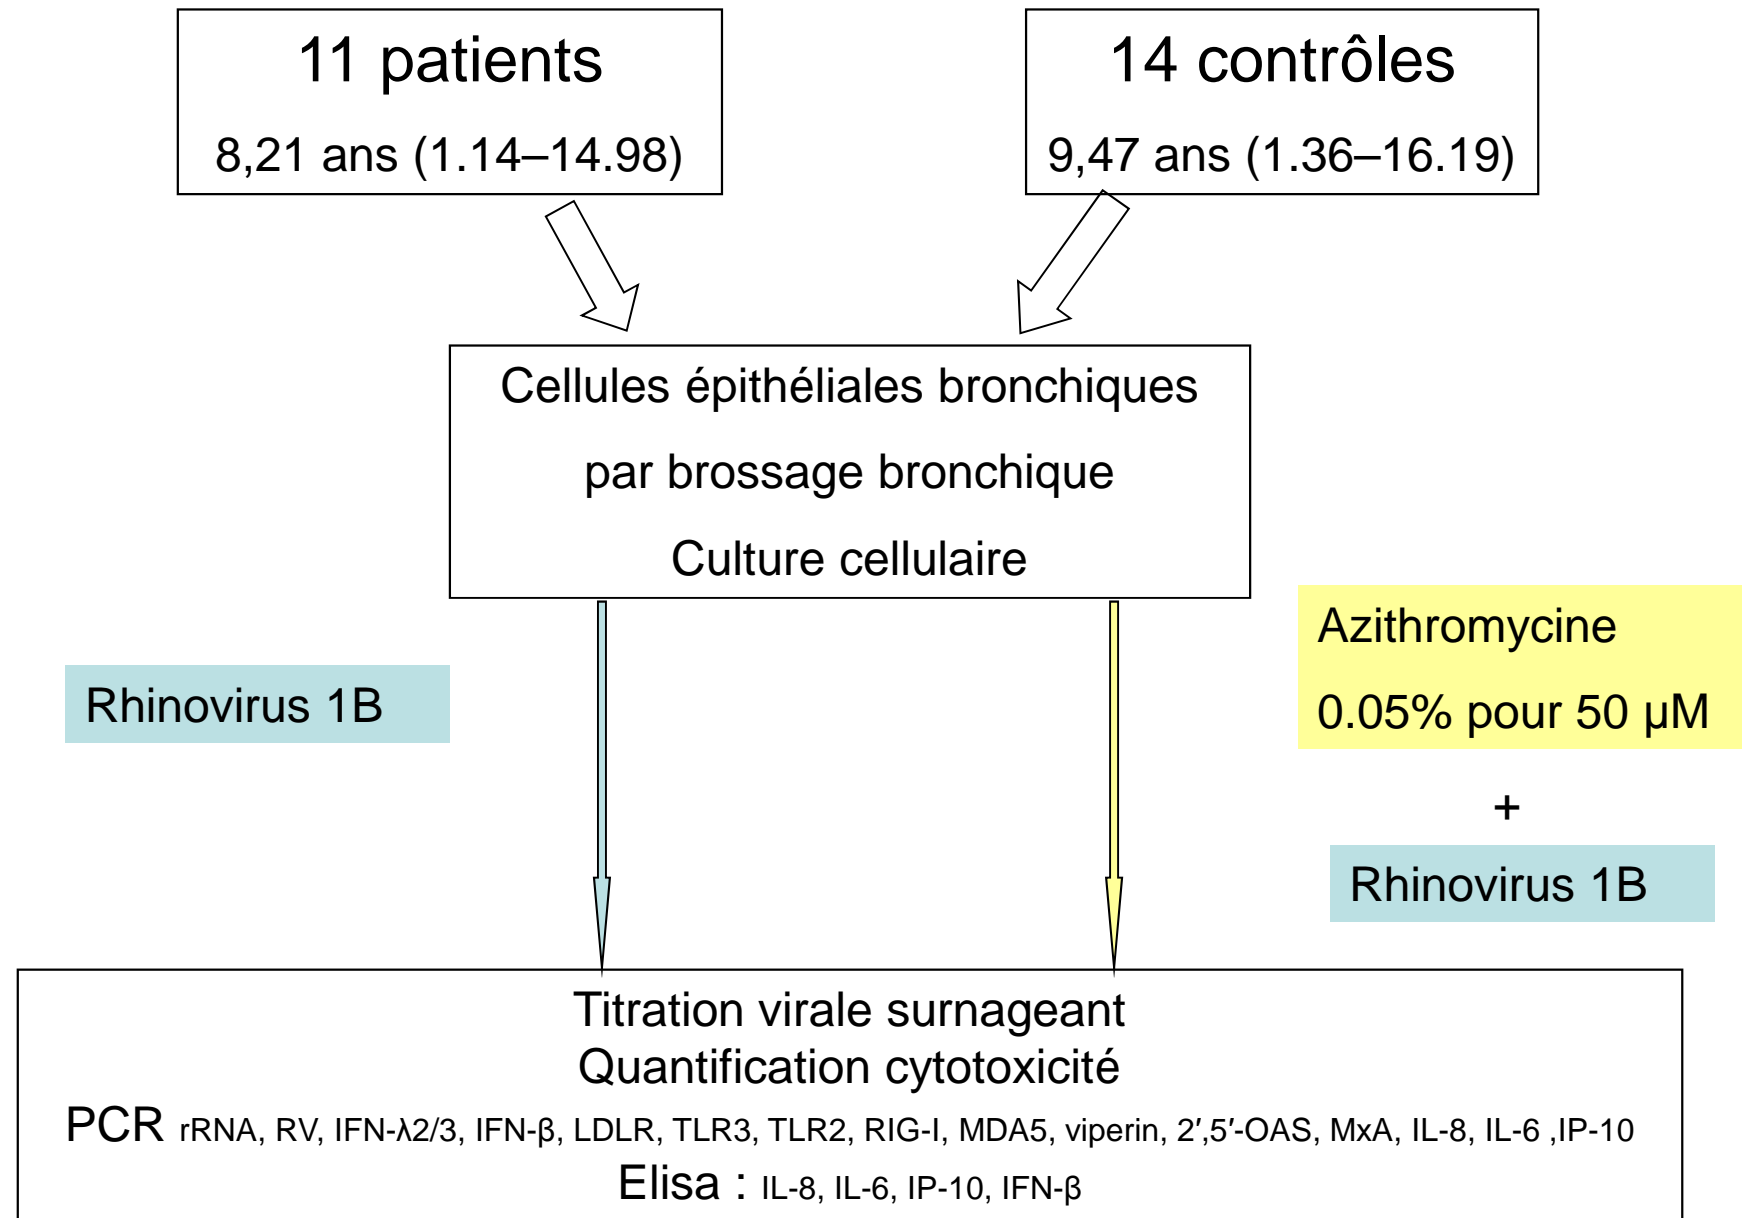 11 patients
8,21 ans (1.14–14.98)
14 contrôles
9,47 ans (1.36–16.19)
Cellules épithéliales bronchiques
par brossage bronchique
Culture cellulaire
Rhinovirus 1B
Azithromycine
0.05% pour 50 µM
+
Rhinovirus 1B
Titration virale surnageant
Quantification cytotoxicité
PCR rRNA, RV, IFN-λ2/3, IFN-β, LDLR, TLR3, TLR2, RIG-I, MDA5, viperin, 2′,5′-OAS, MxA, IL-8, IL-6 ,IP-10
Elisa : IL-8, IL-6, IP-10, IFN-β